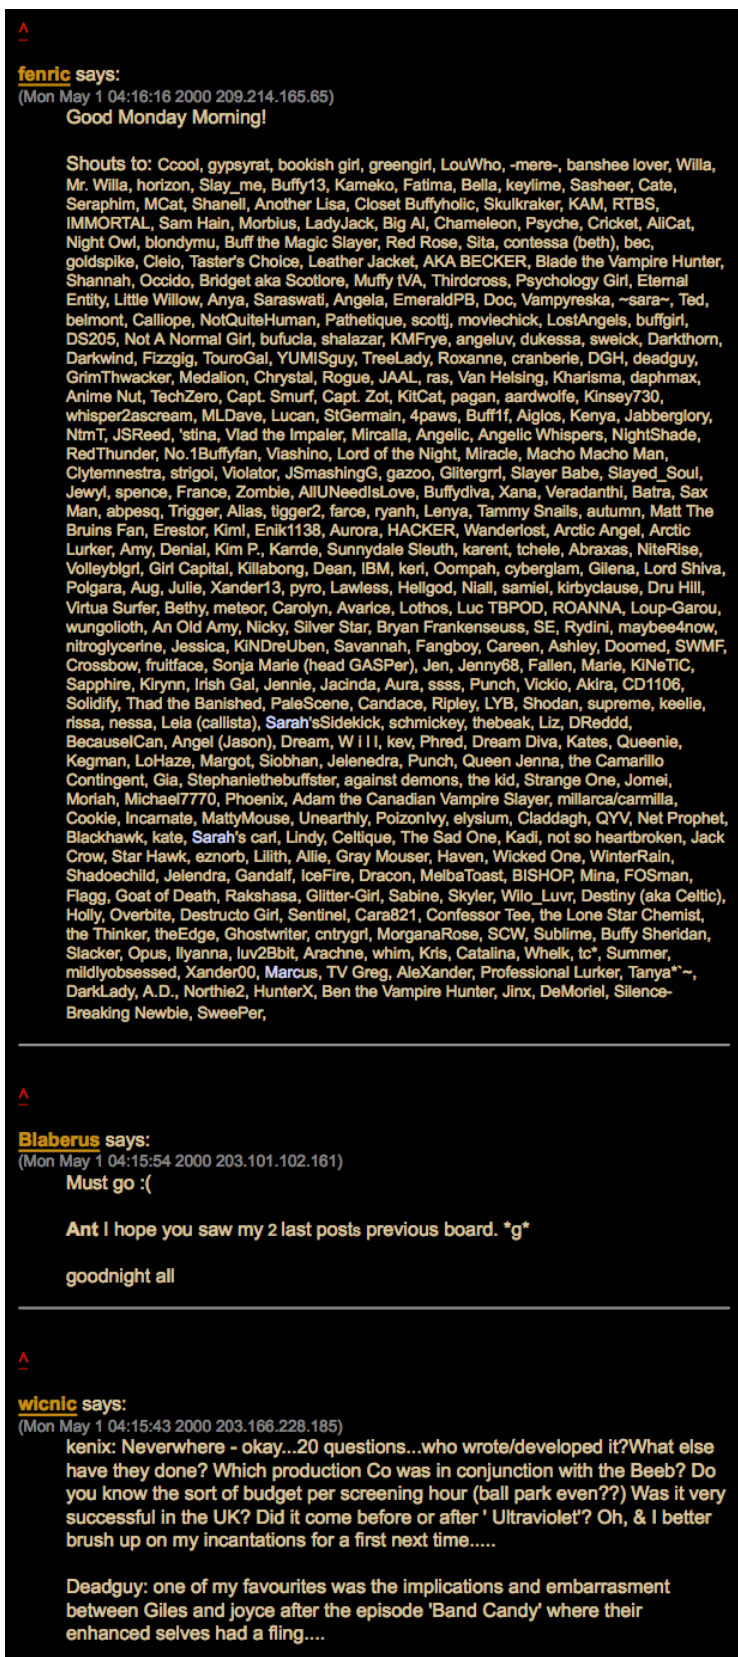 ^
fenric says:
(Mon May 1 04:16:16 2000 209.214.165.65)
Good Monday Morning!
Shouts to: Ccool, gypsyrat, bookish girl, greengirl, LouWho, -mere-, banshee lover, Willa,
Mr. Willa, horizon, Slay_me, Buffy13, Kameko, Fatima, Bella, keylime, Sasheer, Cate,
Seraphim, MCat, Shanell, Another Lisa, Closet Buffyholic, Skulkraker, KAM, RTBS,
IMMORTAL, Sam Hain, Morbius, LadyJack, Big Al, Chameleon, Psyche, Cricket, AliCat,
Night Owl, blondymu, Buff the Magic Slayer, Red Rose, Sita, contessa (beth), bec,
goldspike, Cleio, Taster's Choice, Leather Jacket, AKA BECKER, Blade the Vampire Hunter,
Shannah, Occido, Bridget aka Scotlore, Muffy tVA, Thirdcross, Psychology Girl, Eternal
Entity, Little Willow, Anya, Saraswati, Angela, EmeraldPB, Doc, Vampyreska, ~sara~, Ted,
belmont, Calliope, NotQuiteHuman, Pathetique, scottj, moviechick, LostAngels, buffgirl,
DS205, Not A Normal Girl, bufucla, shalazar, KMFrye, angeluv, dukessa, sweick, Darkthorn,
Darkwind, Fizzgig, TouroGal, YUMISguy, TreeLady, Roxanne, cranberie, DGH, deadguy,
GrimThwacker, Medalion, Chrystal, Rogue, JAAL, ras, Van Helsing, Kharisma, daphmax,
Anime Nut, TechZero, Capt. Smurf, Capt. Zot, KitCat, pagan, aardwolfe, Kinsey730,
whisper2ascream, MLDave, Lucan, StGermain, 4paws, Buff1f, Aiglos, Kenya, Jabberglory,
NtmT, JSReed, 'stina, Vlad the Impaler, Mircalla, Angelic, Angelic Whispers, NightShade,
RedThunder, No.1Buffyfan, Viashino, Lord of the Night, Miracle, Macho Macho Man,
Clytemnestra, strigoi, Violator, JSmashingG, gazoo, Glitergrrl, Slayer Babe, Slayed_Soul,
Jewyl, spence, France, Zombie, AllUNeedIsLove, Buffydiva, Xana, Veradanthi, Batra, Sax
Man, abpesq, Trigger, Alias, tigger2, farce, ryanh, Lenya, Tammy Snails, autumn, Matt The
Bruins Fan, Erestor, Kim!, Enik1138, Aurora, HACKER, Wanderlost, Arctic Angel, Arctic
Lurker, Amy, Denial, Kim P., Karrde, Sunnydale Sleuth, karent, tchele, Abraxas, NiteRise,
Volleyblgrl, Girl Capital, Killabong, Dean, IBM, keri, Oompah, cyberglam, Gilena, Lord Shiva,
Polgara, Aug, Julie, Xander13, pyro, Lawless, Hellgod, Niall, samiel, kirbyclause, Dru Hill,
Virtua Surfer, Bethy, meteor, Carolyn, Avarice, Lothos, Luc TBPOD, ROANNA, Loup-Garou,
wungolioth, An Old Amy, Nicky, Silver Star, Bryan Frankenseuss, SE, Rydini, maybee4now,
nitroglycerine, Jessica, KiNDreUben, Savannah, Fangboy, Careen, Ashley, Doomed, SWMF,
Crossbow, fruitface, Sonja Marie (head GASPer), Jen, Jenny68, Fallen, Marie, KiNeTiC,
Sapphire, Kirynn, Irish Gal, Jennie, Jacinda, Aura, ssss, Punch, Vickio, Akira, CD1106,
Solidify, Thad the Banished, PaleScene, Candace, Ripley, LYB, Shodan, supreme, keelie,
rissa, nessa, Leia (callista), Sarah'sSidekick, schmickey, thebeak, Liz, DReddd,
BecauseICan, Angel (Jason), Dream, W i l l, kev, Phred, Dream Diva, Kates, Queenie,
Kegman, LoHaze, Margot, Siobhan, Jelenedra, Punch, Queen Jenna, the Camarillo
Contingent, Gia, Stephaniethebuffster, against demons, the kid, Strange One, Jomei,
Moriah, Michael7770, Phoenix, Adam the Canadian Vampire Slayer, millarca/carmilla,
Cookie, Incarnate, MattyMouse, Unearthly, PoizonIvy, elysium, Claddagh, QYV, Net Prophet,
Blackhawk, kate, Sarah's carl, Lindy, Celtique, The Sad One, Kadi, not so heartbroken, Jack
Crow, Star Hawk, eznorb, Lilith, Allie, Gray Mouser, Haven, Wicked One, WinterRain,
Shadoechild, Jelendra, Gandalf, IceFire, Dracon, MelbaToast, BISHOP, Mina, FOSman,
Flagg, Goat of Death, Rakshasa, Glitter-Girl, Sabine, Skyler, Wilo_Luvr, Destiny (aka Celtic),
Holly, Overbite, Destructo Girl, Sentinel, Cara821, Confessor Tee, the Lone Star Chemist,
the Thinker, theEdge, Ghostwriter, cntrygrl, MorganaRose, SCW, Sublime, Buffy Sheridan,
Slacker, Opus, Ilyanna, luv2Bbit, Arachne, whim, Kris, Catalina, Whelk, tc*, Summer,
mildlyobsessed, Xander00, Marcus, TV Greg, AleXander, Professional Lurker, Tanya*`~,
DarkLady, A.D., Northie2, HunterX, Ben the Vampire Hunter, Jinx, DeMoriel, Silence-
Breaking Newbie, SweePer,
^
Blaberus says:
(Mon May 1 04:15:54 2000 203.101.102.161)
Must go :(
Ant I hope you saw my 2 last posts previous board. *g*
goodnight all
^
wicnic says:
(Mon May 1 04:15:43 2000 203.166.228.185)
kenix: Neverwhere - okay...20 questions...who wrote/developed it?What else
have they done? Which production Co was in conjunction with the Beeb? Do
you know the sort of budget per screening hour (ball park even??) Was it very
successful in the UK? Did it come before or after ' Ultraviolet'? Oh, & I better
brush up on my incantations for a first next time.....
Deadguy: one of my favourites was the implications and embarrasment
between Giles and joyce after the episode 'Band Candy' where their
enhanced selves had a fling....